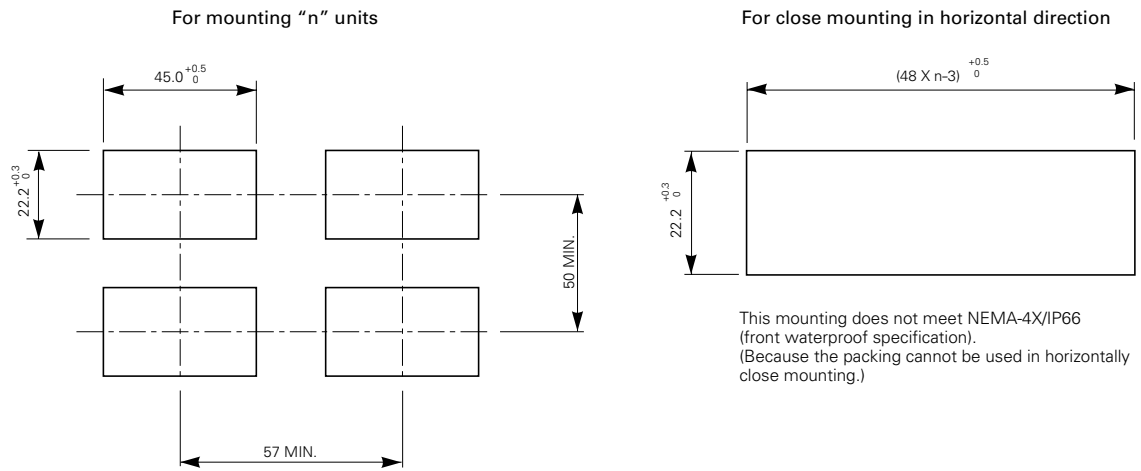 For mounting “n” units
45.0 +0.5 0
22.2 +0.3 0
50 MIN.
57 MIN.
For close mounting in horizontal direction
(48 X n-3) +0.5 0
22.2 +0.3 0
This mounting does not meet NEMA-4X/IP66
(front waterproof specification).
(Because the packing cannot be used in horizontally
close mounting.)